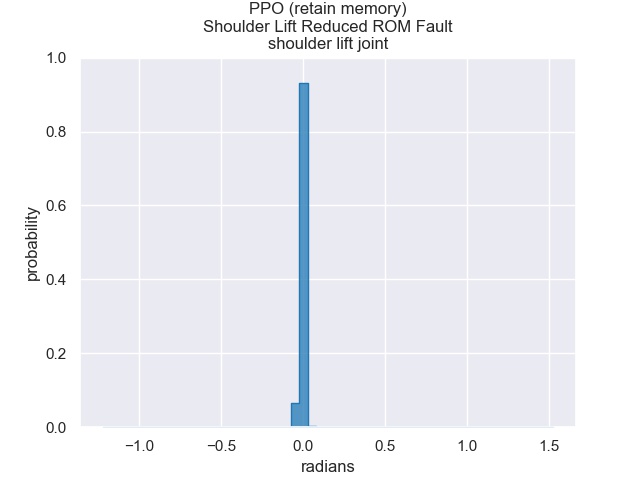 PPO (retain memory)
Shoulder Lift Reduced ROM Fault
shoulder lift joint
1.0
0.8
0.6
0.4
0.2
0.0
probability
−1.0 −0.5 0.0 0.5 1.0 1.5
radians